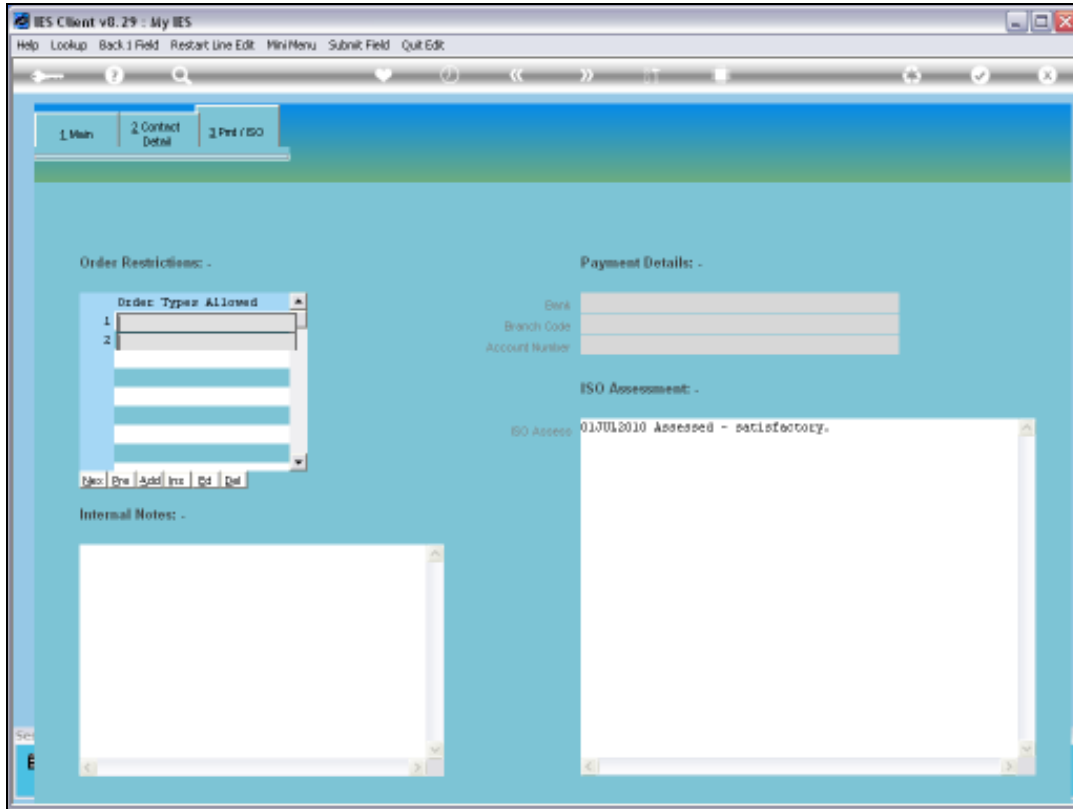 IES Client v8.29 : My IES
Help Lookup Back 1 Field Restart Line Edit MiniMenu Submit Field Quit Edit
1 Main
2 Contact Detail
3 Pmt / ISO
Order Restrictions: -
Payment Details: -
Order Types Allowed
1
2
Bank
Branch Code
Account Number
ISO Assessment: -
ISO Assess
01JUL2010 Assessed - satisfactory.
Nex Pre Add Ins Ed Del
Internal Notes: -